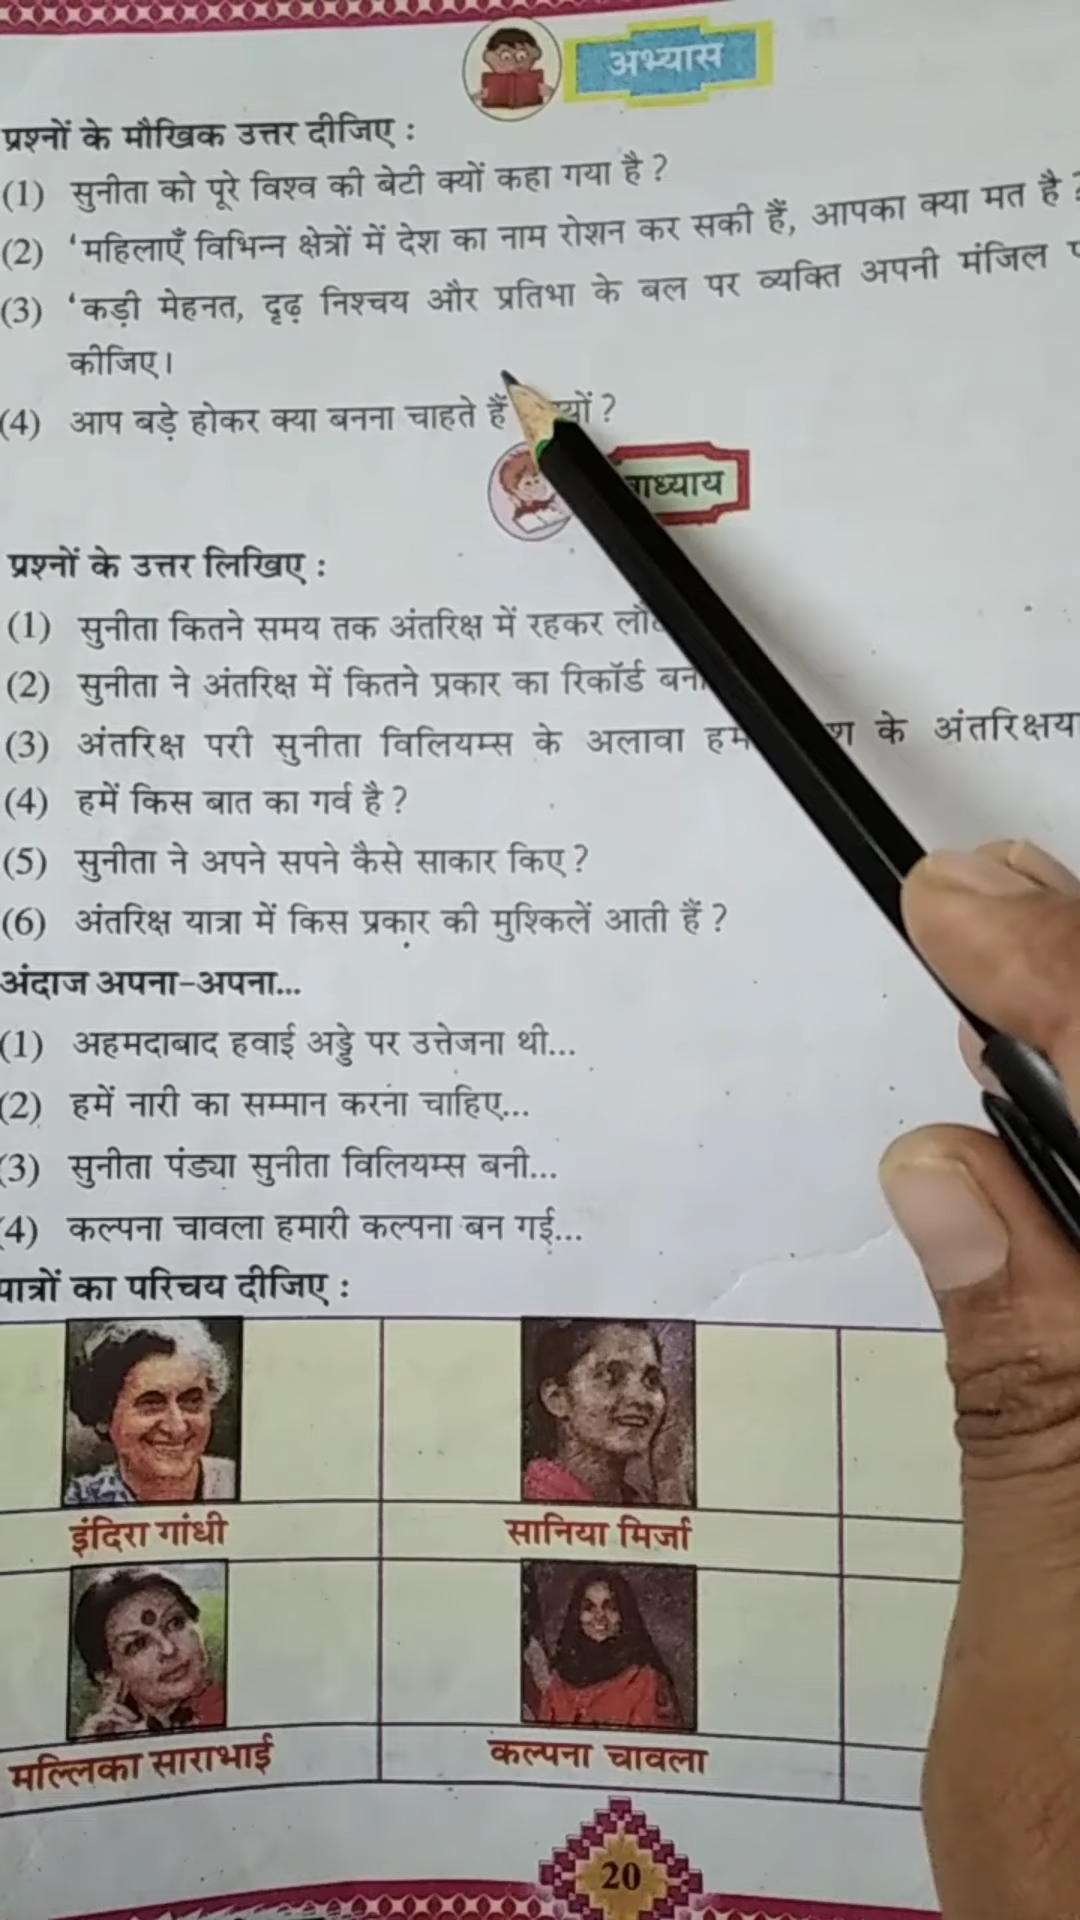 अभ्यास
प्रश्नों के मौखिक उत्तर दीजिए :
(1) सुनीता को पूरे विश्व की बेटी क्यों कहा गया है ?
(2) 'महिलाएँ विभिन्न क्षेत्रों में देश का नाम रोशन कर सकी हैं, आपका क्या मत है ?
(3) 'कड़ी मेहनत, दृढ़ निश्चय और प्रतिभा के बल पर व्यक्ति अपनी मंजिल
कीजिए।
(4) आप बड़े होकर क्या बनना चाहते हैं
प्रश्नों के उत्तर लिखिए :
(1) सुनीता कितने समय तक अंतरिक्ष में रहकर
(2) सुनीता ने अंतरिक्ष में कितने प्रकार का रिकॉर्ड
(3) अंतरिक्ष परी सुनीता विलियम्स के अलावा के
(4) हमें किस बात का गर्व है ?
(5) सुनीता ने अपने सपने कैसे साकार किए ?
(6) अंतरिक्ष यात्रा में किस प्रकार की मुश्किलें आती हैं ?
अंदाज अपना-अपना...
(1) अहमदाबाद हवाई अड्डे पर उत्तेजना थी...
(2) हमें नारी का सम्मान करना चाहिए...
(3) सुनीता पंड्या सुनीता विलियम्स बनी...
(4) कल्पना चावला हमारी कल्पना बन गई...
पात्रों का परिचय दीजिए :
इंदिरा गांधी सानिया मिर्जा
मल्लिका साराभाई कल्पना चावला
20